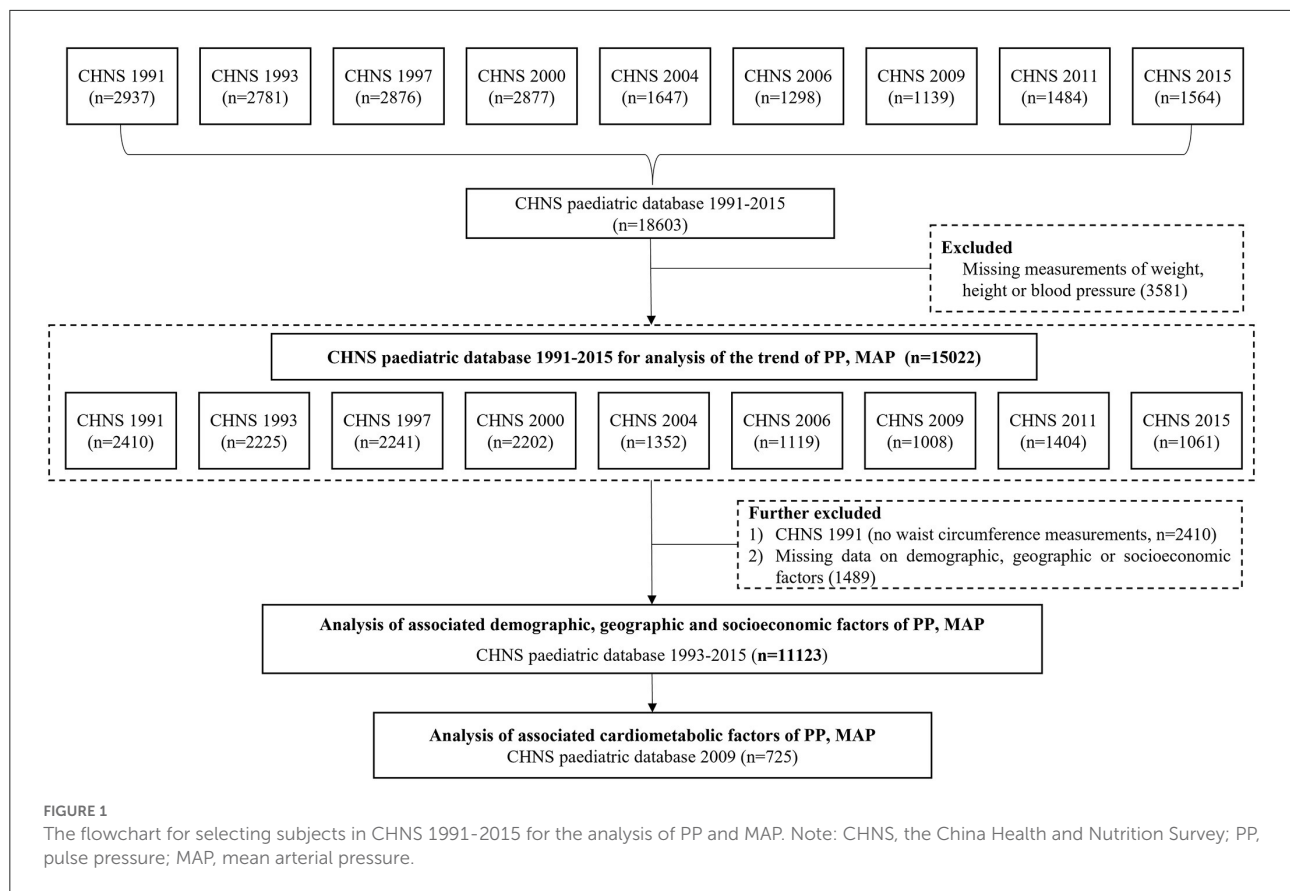 CHNS 1991
(n=2937)
CHNS 1993
(n=2781)
CHNS 1997
(n=2876)
CHNS 2000
(n=2877)
CHNS 2004
(n=1647)
CHNS 2006
(n=1298)
CHNS 2009
(n=1139)
CHNS 2011
(n=1484)
CHNS 2015
(n=1564)
CHNS paediatric database 1991-2015
(n=18603)
Excluded
Missing measurements of weight,
height or blood pressure (3581)
CHNS paediatric database 1991-2015 for analysis of the trend of PP, MAP (n=15022)
CHNS 1991
(n=2410)
CHNS 1993
(n=2225)
CHNS 1997
(n=2241)
CHNS 2000
(n=2202)
CHNS 2004
(n=1352)
CHNS 2006
(n=1119)
CHNS 2009
(n=1008)
CHNS 2011
(n=1404)
CHNS 2015
(n=1061)
Further excluded
1) CHNS 1991 (no waist circumference measurements, n=2410)
2) Missing data on demographic, geographic or socioeconomic
factors (1489)
Analysis of associated demographic, geographic and socioeconomic factors of PP, MAP
CHNS paediatric database 1993-2015 (n=11123)
Analysis of associated cardiometabolic factors of PP, MAP
CHNS paediatric database 2009 (n=725)
FIGURE 1
The flowchart for selecting subjects in CHNS 1991-2015 for the analysis of PP and MAP. Note: CHNS, the China Health and Nutrition Survey; PP,
pulse pressure; MAP, mean arterial pressure.